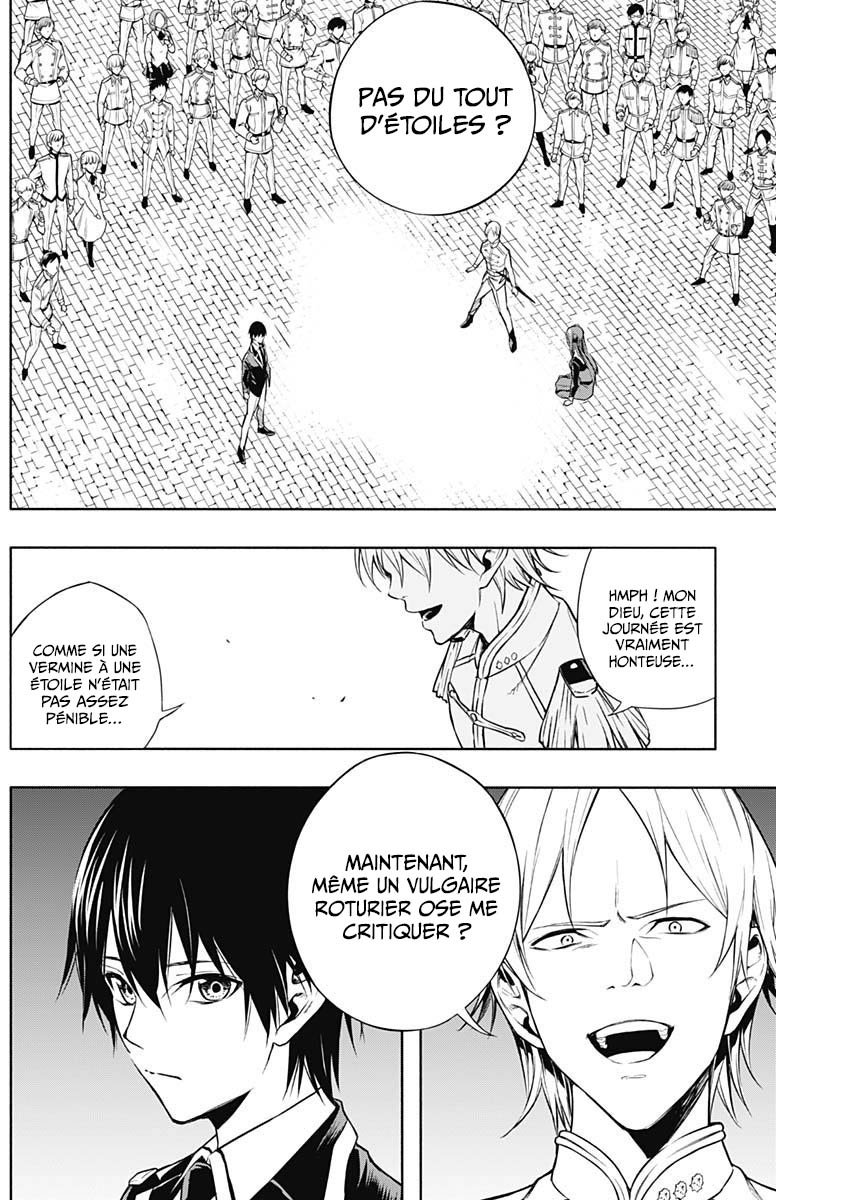 PAS DU TOUT
D'ÉTOILES ?
HMPH ! MON
DIEU, CETTE
JOURNÉE EST
VRAIMENT
HONTEUSE...
COMME SI UNE
VERMINE À UNE
ÉTOILE N'ÉTAIT
PAS ASSEZ
PÉNIBLE...
MAINTENANT,
MÊME UN VULGAIRE
ROTURIER OSE ME
CRITIQUER ?